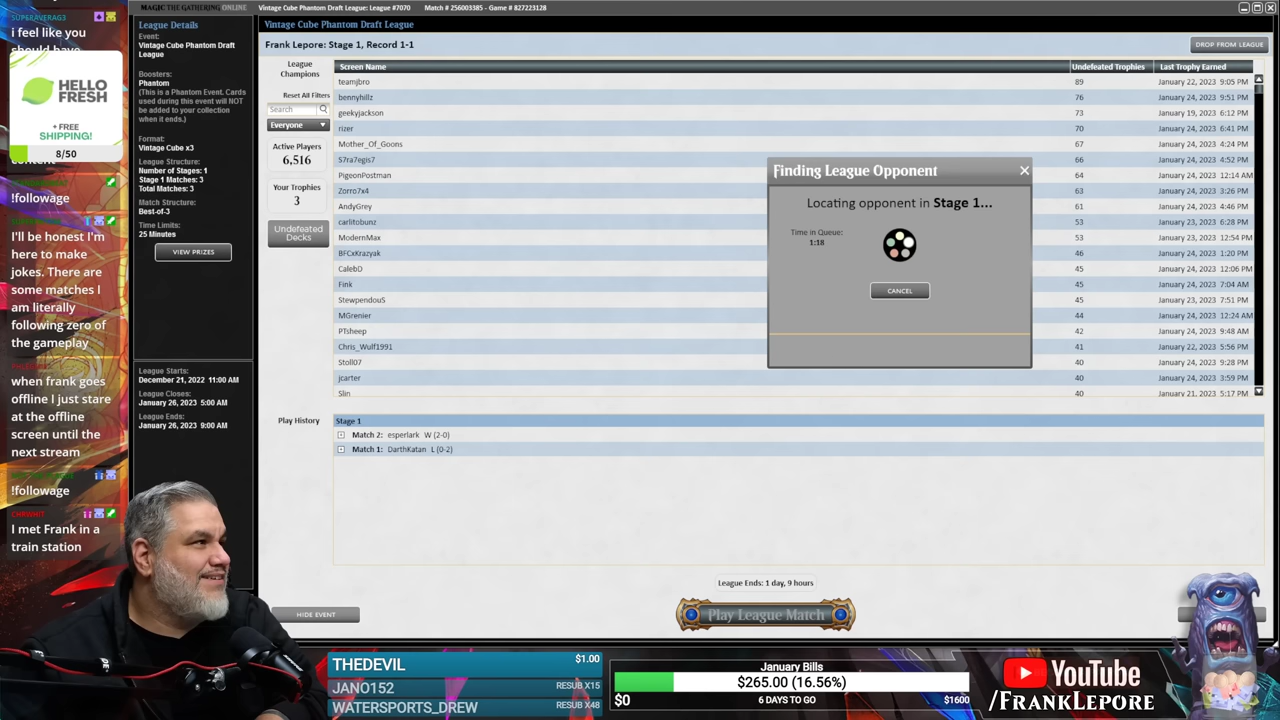 SUPERAVERAG3
i feel like you
should have
HELLO
FRESH
+ FREE
SHIPPING!
8/50
!followage
I'll be honest I'm
here to make
jokes. There are
some matches I
am literally
following zero of
the gameplay
when frank goes
offline I just stare
at the offline
screen until the
next stream
!followage
CHRWHIT
I met Frank in a
train station
MAGIC THE GATHERING ONLINE
Vintage Cube Phantom Draft League: League #7070
Match # 256003385 - Game # 827223128
League Details
Event:
Vintage Cube Phantom Draft
League
Boosters:
Phantom
(This is a Phantom Event. Cards
used during this event will NOT
be added to your collection
when it ends.)
Format:
Vintage Cube x3
League Structure:
Number of Stages: 1
Stage 1 Matches: 3
Total Matches: 3
Match Structure:
Best-of-3
Time Limits:
25 Minutes
VIEW PRIZES
League Starts:
December 21, 2022 11:00 AM
League Closes:
January 26, 2023 5:00 AM
League Ends:
January 26, 2023 9:00 AM
Vintage Cube Phantom Draft League
Frank Lepore: Stage 1, Record 1-1
DROP FROM LEAGUE
League
Champions
Reset All Filters
Search
Everyone
Active Players
6,516
Your Trophies
3
Undefeated
Decks
Screen Name Undefeated Trophies Last Trophy Earned
teamjbro 89 January 22, 2023 9:05 PM
bennyhillz 76 January 24, 2023 9:51 PM
geekyjackson 73 January 19, 2023 6:12 PM
rizer 70 January 24, 2023 6:41 PM
Mother_Of_Goons 67 January 24, 2023 4:24 PM
S7ra7egis7 66 January 24, 2023 4:52 PM
PigeonPostman 64 January 24, 2023 12:14 AM
Zorro7x4 63 January 24, 2023 3:26 PM
AndyGrey 61 January 24, 2023 4:46 PM
carlitobunz 53 January 23, 2023 6:28 PM
ModernMax 53 January 23, 2023 12:54 PM
BFCxKrazyak 46 January 24, 2023 1:20 PM
CalebD 45 January 24, 2023 12:06 PM
Fink 45 January 24, 2023 7:04 AM
StewpendouS 45 January 23, 2023 7:51 PM
MGrenier 44 January 24, 2023 12:24 AM
PTsheep 42 January 24, 2023 9:48 AM
Chris_Wulf1991 41 January 22, 2023 5:56 PM
Stoll07 40 January 24, 2023 9:28 PM
jcarter 40 January 24, 2023 3:59 PM
Slin 40 January 21, 2023 5:17 PM
Finding League Opponent
Locating opponent in Stage 1...
Time in Queue:
1:18
CANCEL
Play History
Stage 1
Match 2: esperlark W (2-0)
Match 1: DarthKatan L (0-2)
League Ends: 1 day, 9 hours
HIDE EVENT
Play League Match
THEDEVIL $1.00
JANO152 RESUB X15
WATERSPORTS_DREW RESUB X48
January Bills
$265.00 (16.56%)
$0 6 DAYS TO GO $1600
YouTube
/FRANKLEPORE